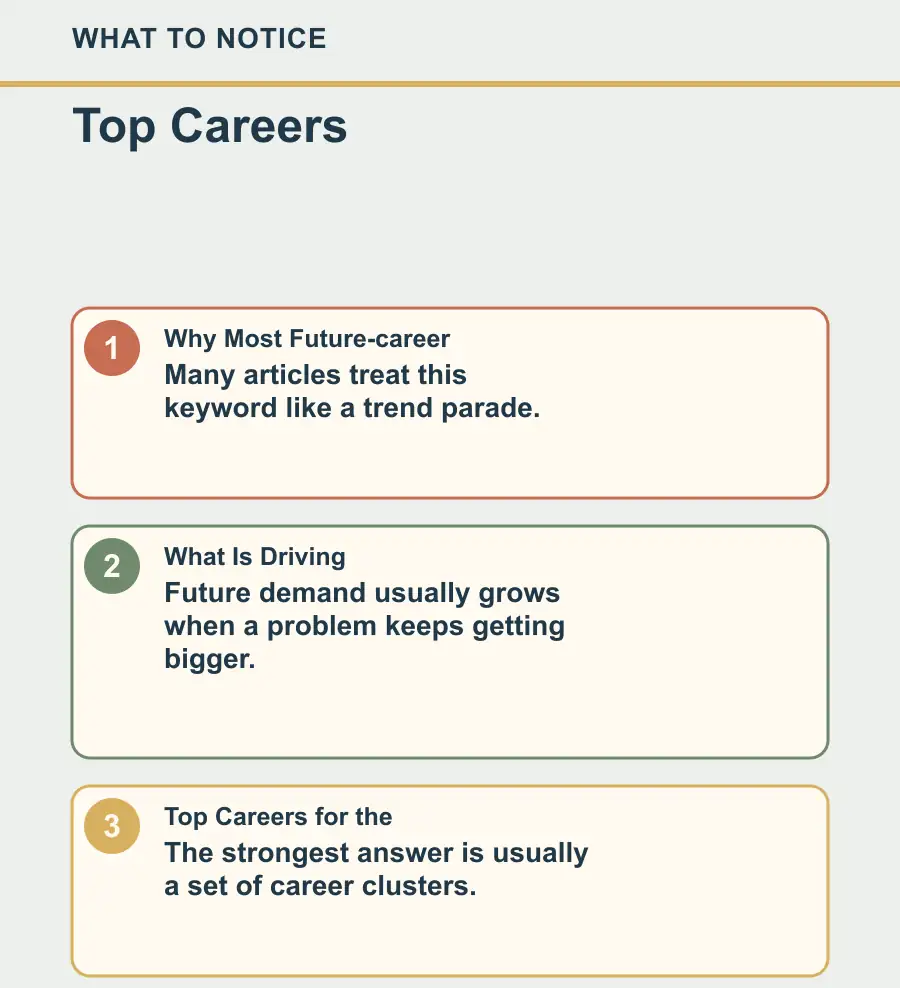 WHAT TO NOTICE
Top Careers
1
Why Most Future-career
Many articles treat this
keyword like a trend parade.
2
What Is Driving
Future demand usually grows
when a problem keeps getting
bigger.
3
Top Careers for the
The strongest answer is usually
a set of career clusters.